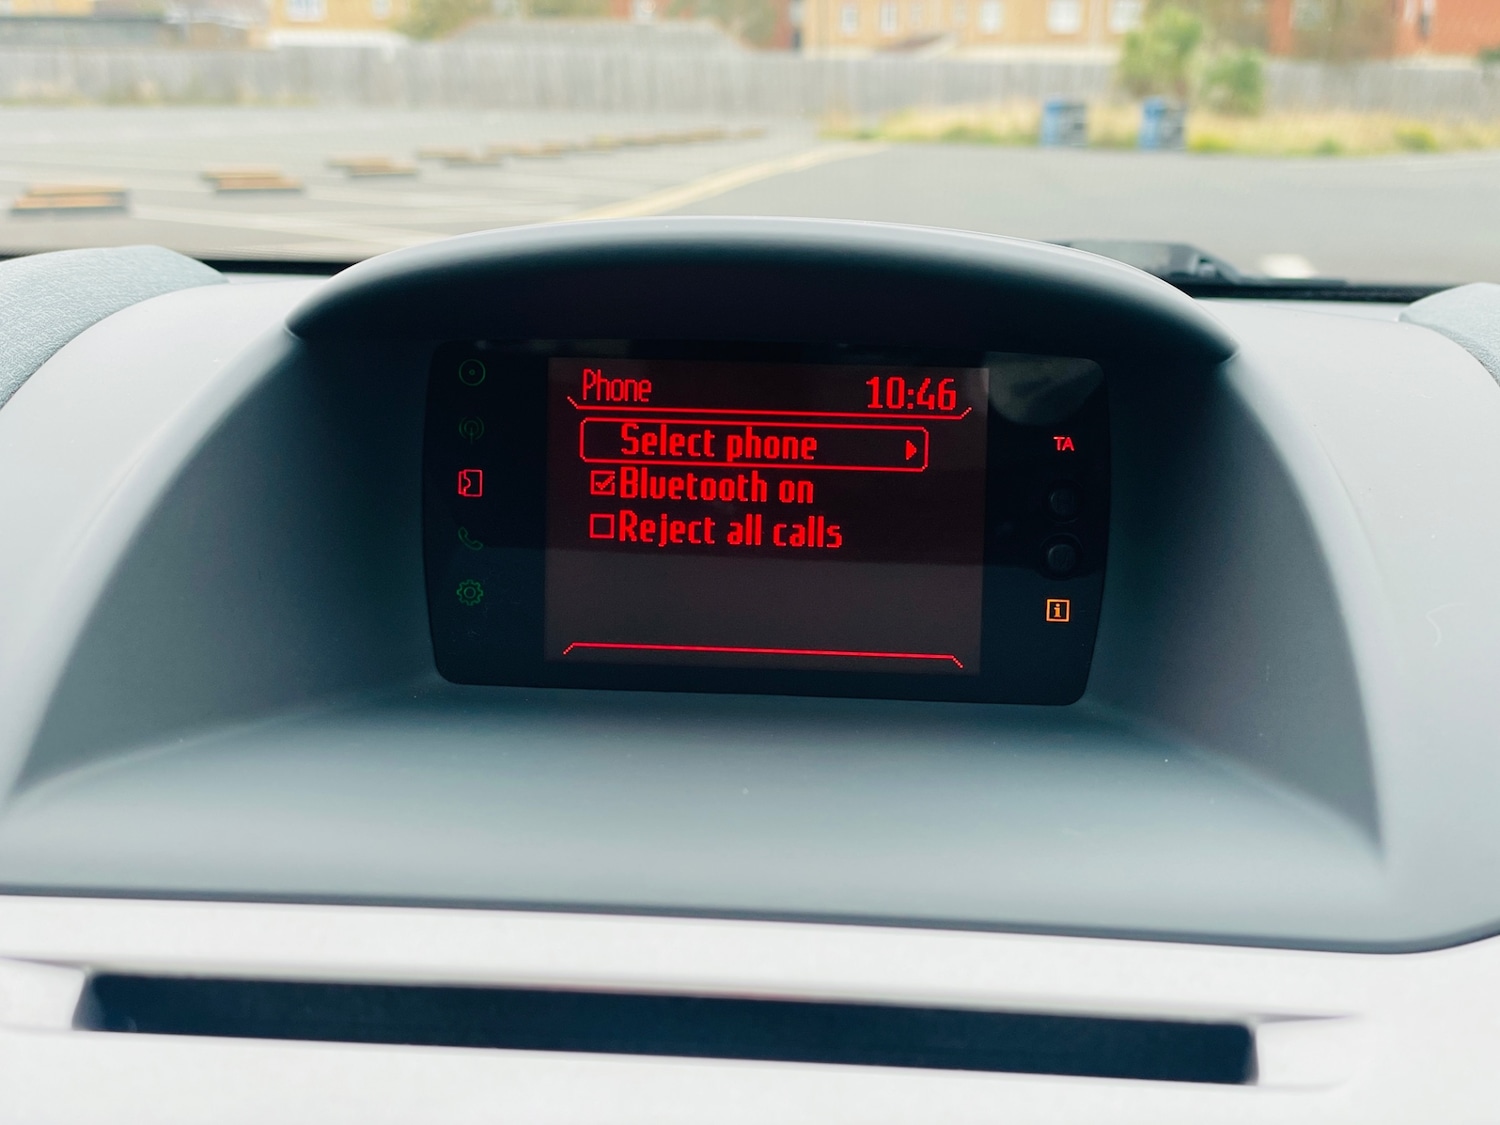 Phone 10:46
Select phone
Bluetooth on
Reject all calls
TA
i